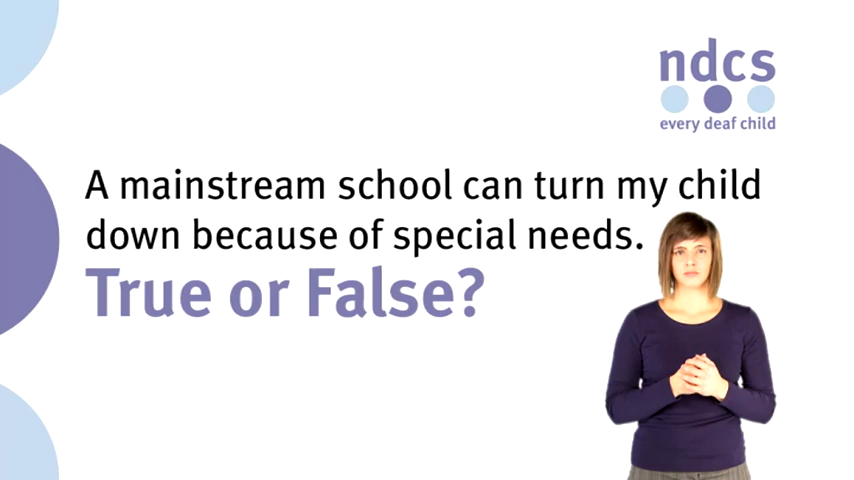 ndcs
every deaf child
A mainstream school can turn my child
down because of special needs.
True or False?